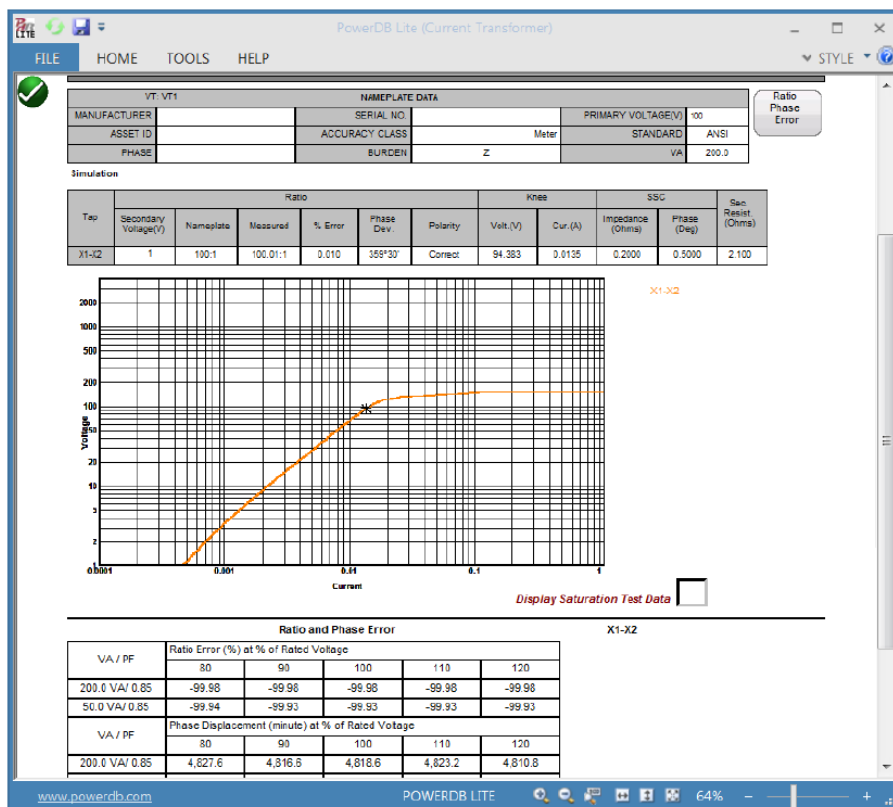 PowerDB Lite (Current Transformer)
FILE HOME TOOLS HELP STYLE
VT: VT1 NAMEPLATE DATA
MANUFACTURER SERIAL NO. PRIMARY VOLTAGE(V) 100
ASSET ID ACCURACY CLASS Meter STANDARD ANSI
PHASE BURDEN Z VA 200.0
Ratio
Phase
Error
Simulation
Tap Ratio Knee SSC Sec. Resist. (Ohms)
Secondary Voltage(V) Nameplate Measured % Error Phase Dev. Polarity Volt.(V) Cur.(A) Impedance (Ohms) Phase (Deg)
X1-X2 1 100:1 100.01:1 0.010 359°30' Correct 94.383 0.0135 0.2000 0.5000 2.100
X1-X2
2000
1000
500
200
100
50
20
10
5
2
1
Voltage
0.0001 0.001 0.01 0.1 1
Current
Display Saturation Test Data
Ratio and Phase Error X1-X2
VA / PF Ratio Error (%) at % of Rated Voltage
80 90 100 110 120
200.0 VA/ 0.85 -99.98 -99.98 -99.98 -99.98 -99.98
50.0 VA/ 0.85 -99.94 -99.93 -99.93 -99.93 -99.93
VA / PF Phase Displacement (minute) at % of Rated Voltage
80 90 100 110 120
200.0 VA/ 0.85 4,827.6 4,816.6 4,818.6 4,823.2 4,810.8
www.powerdb.com POWERDB LITE 64%